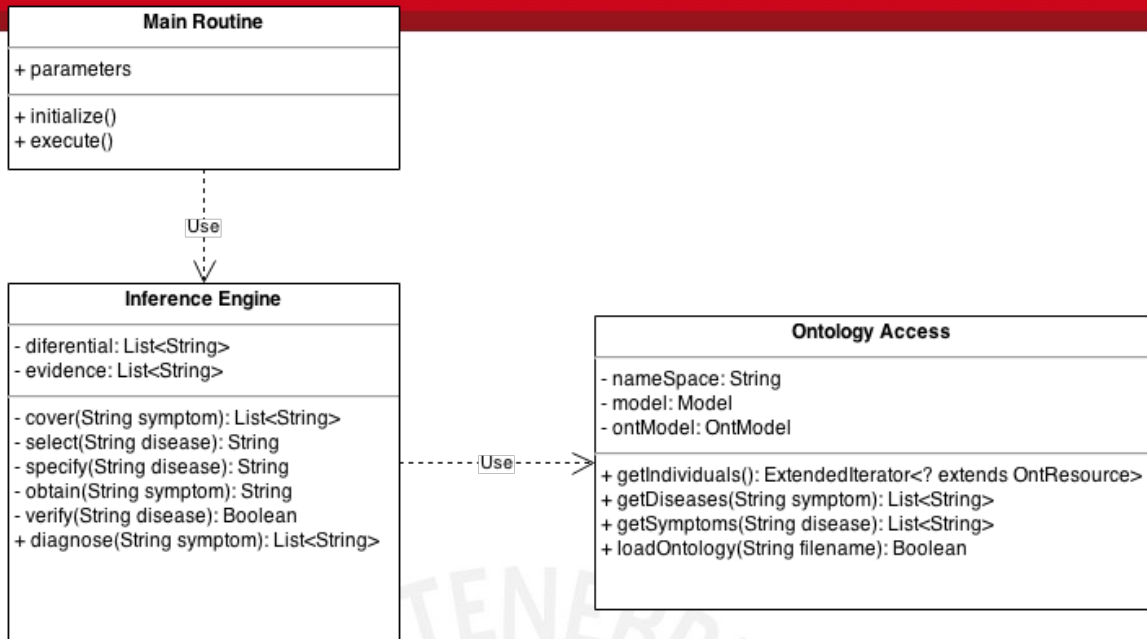 Main Routine
+ parameters
+ initialize()
+ execute()
Use
Inference Engine
- diferential: List<String>
- evidence: List<String>
- cover(String symptom): List<String>
- select(String disease): String
- specify(String disease): String
- obtain(String symptom): String
- verify(String disease): Boolean
+ diagnose(String symptom): List<String>
Use
Ontology Access
- nameSpace: String
- model: Model
- ontModel: OntModel
+ getIndividuals(): ExtendedIterator<? extends OntResource>
+ getDiseases(String symptom): List<String>
+ getSymptoms(String disease): List<String>
+ loadOntology(String filename): Boolean